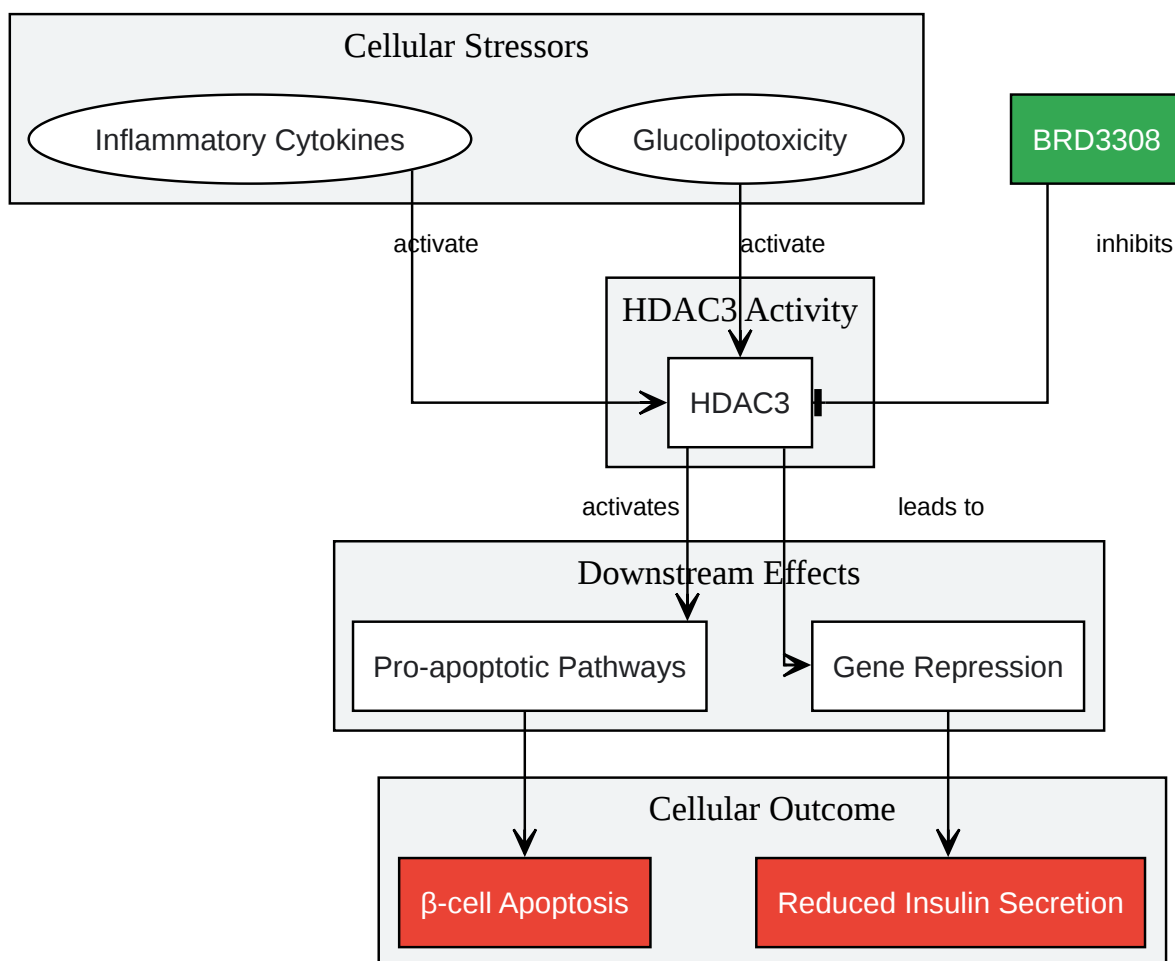 Cellular Stressors
Inflammatory Cytokines
Glucolipotoxicity
BRD3308
activate
activate
inhibits
HDAC3 Activity
HDAC3
activates
leads to
Downstream Effects
Pro-apoptotic Pathways
Gene Repression
Cellular Outcome
β-cell Apoptosis
Reduced Insulin Secretion